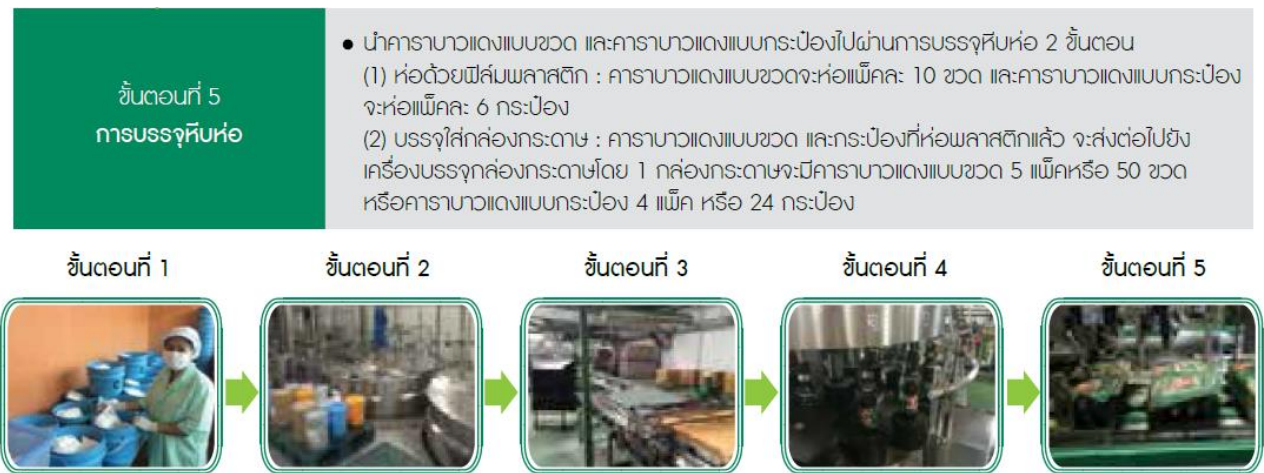 ขั้นตอนที่ 5
การบรรจุหีบห่อ
● นำคาราบาวแดงแบบขวด และคาราบาวแดงแบบกระป๋องไปผ่านการบรรจุหีบห่อ 2 ขั้นตอน
(1) ห่อด้วยฟิล์มพลาสติก : คาราบาวแดงแบบขวดจะห่อแพ็คละ 10 ขวด และคาราบาวแดงแบบกระป๋อง
จะห่อแพ็คละ 6 กระป๋อง
(2) บรรจุใส่กล่องกระดาษ : คาราบาวแดงแบบขวด และกระป๋องที่ห่อพลาสติกแล้ว จะส่งต่อไปยัง
เครื่องบรรจุกล่องกระดาษโดย 1 กล่องกระดาษจะมีคาราบาวแดงแบบขวด 5 แพ็คหรือ 50 ขวด
หรือคาราบาวแดงแบบกระป๋อง 4 แพ็ค หรือ 24 กระป๋อง
ขั้นตอนที่ 1 ขั้นตอนที่ 2 ขั้นตอนที่ 3 ขั้นตอนที่ 4 ขั้นตอนที่ 5